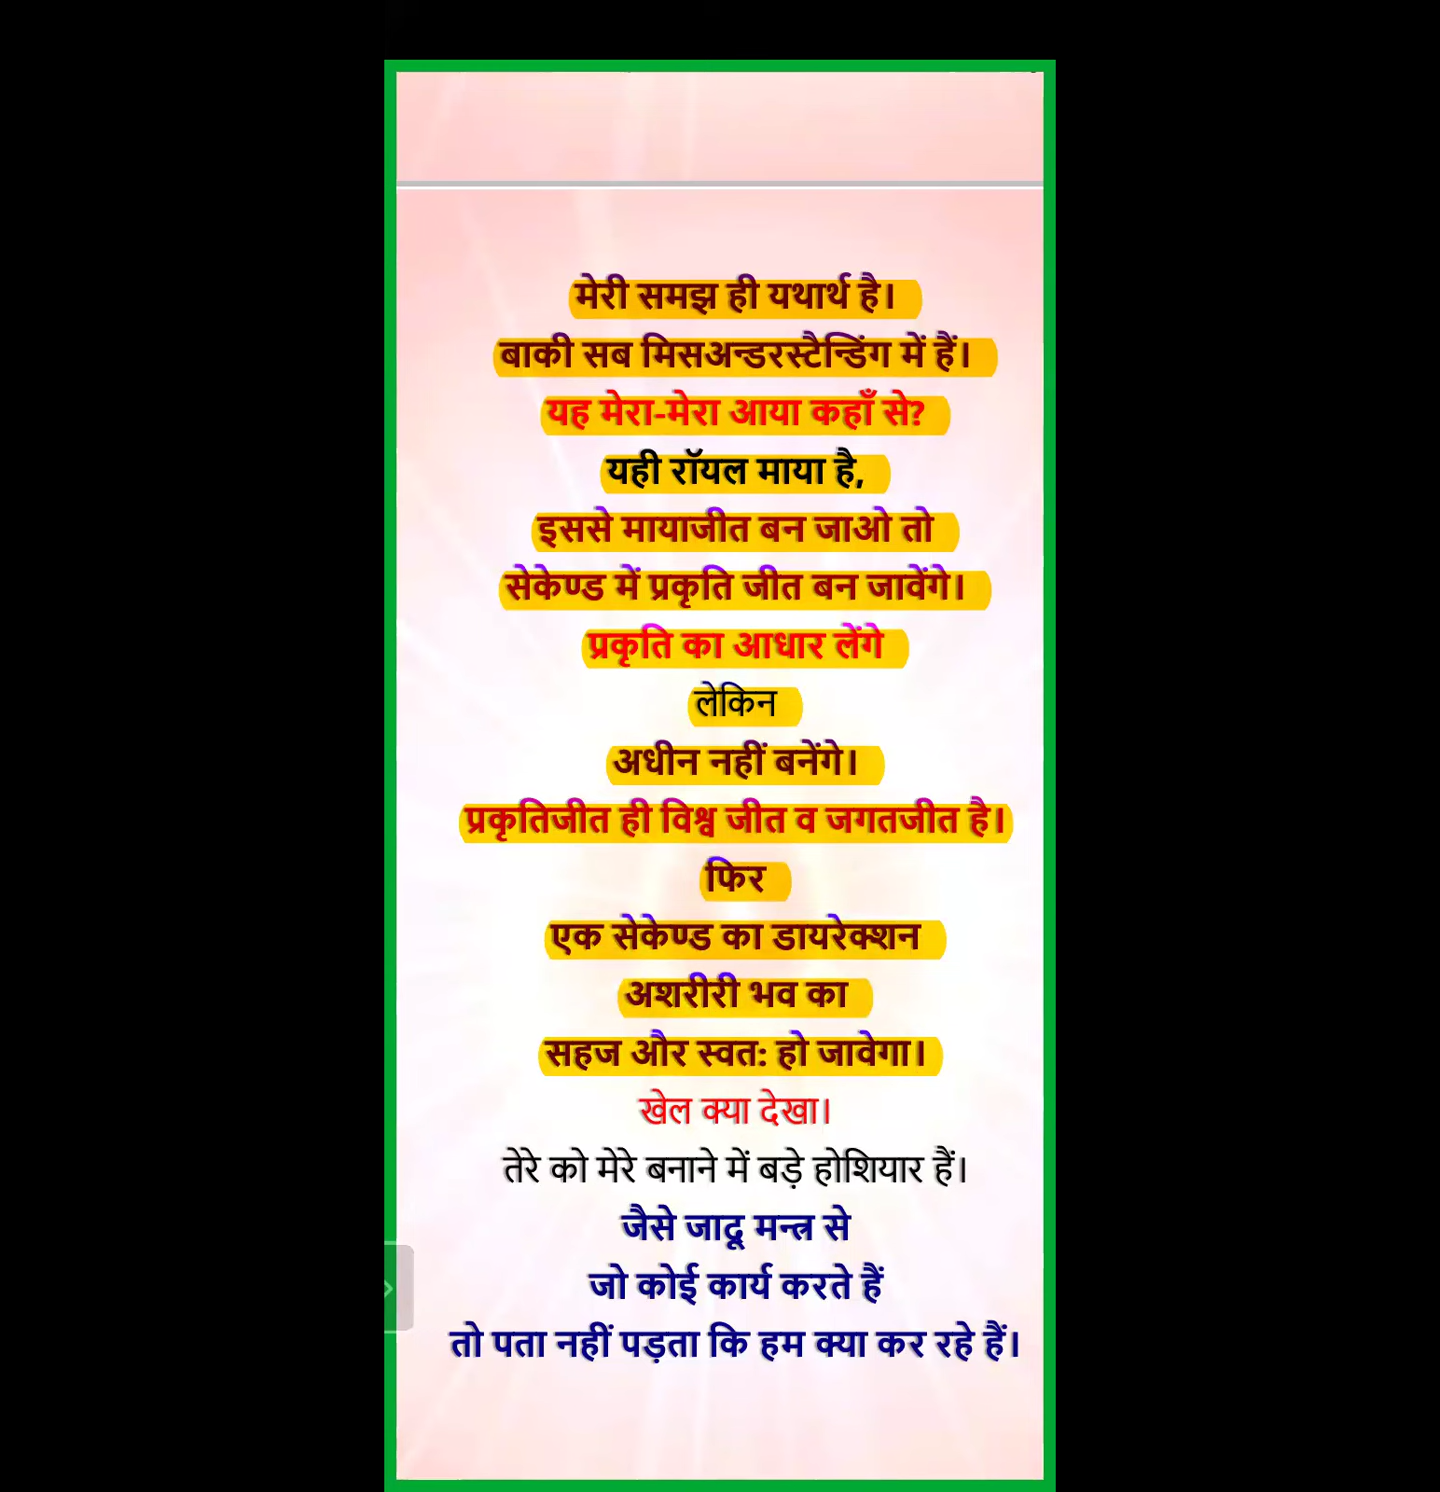 मेरी समझ ही यथार्थ है।
बाकी सब मिसअन्डरस्टैन्डिंग में हैं।
यह मेरा-मेरा आया कहाँ से?
यही रॉयल माया है,
इससे मायाजीत बन जाओ तो
सेकेण्ड में प्रकृति जीत बन जावेंगे।
प्रकृति का आधार लेंगे
लेकिन
अधीन नहीं बनेंगे।
प्रकृतिजीत ही विश्व जीत व जगतजीत है।
फिर
एक सेकेण्ड का डायरेक्शन
अशरीरी भव का
सहज और स्वत: हो जावेगा।
खेल क्या देखा।
तेरे को मेरे बनाने में बड़े होशियार हैं।
जैसे जादू मन्त्र से
जो कोई कार्य करते हैं
तो पता नहीं पड़ता कि हम क्या कर रहे हैं।